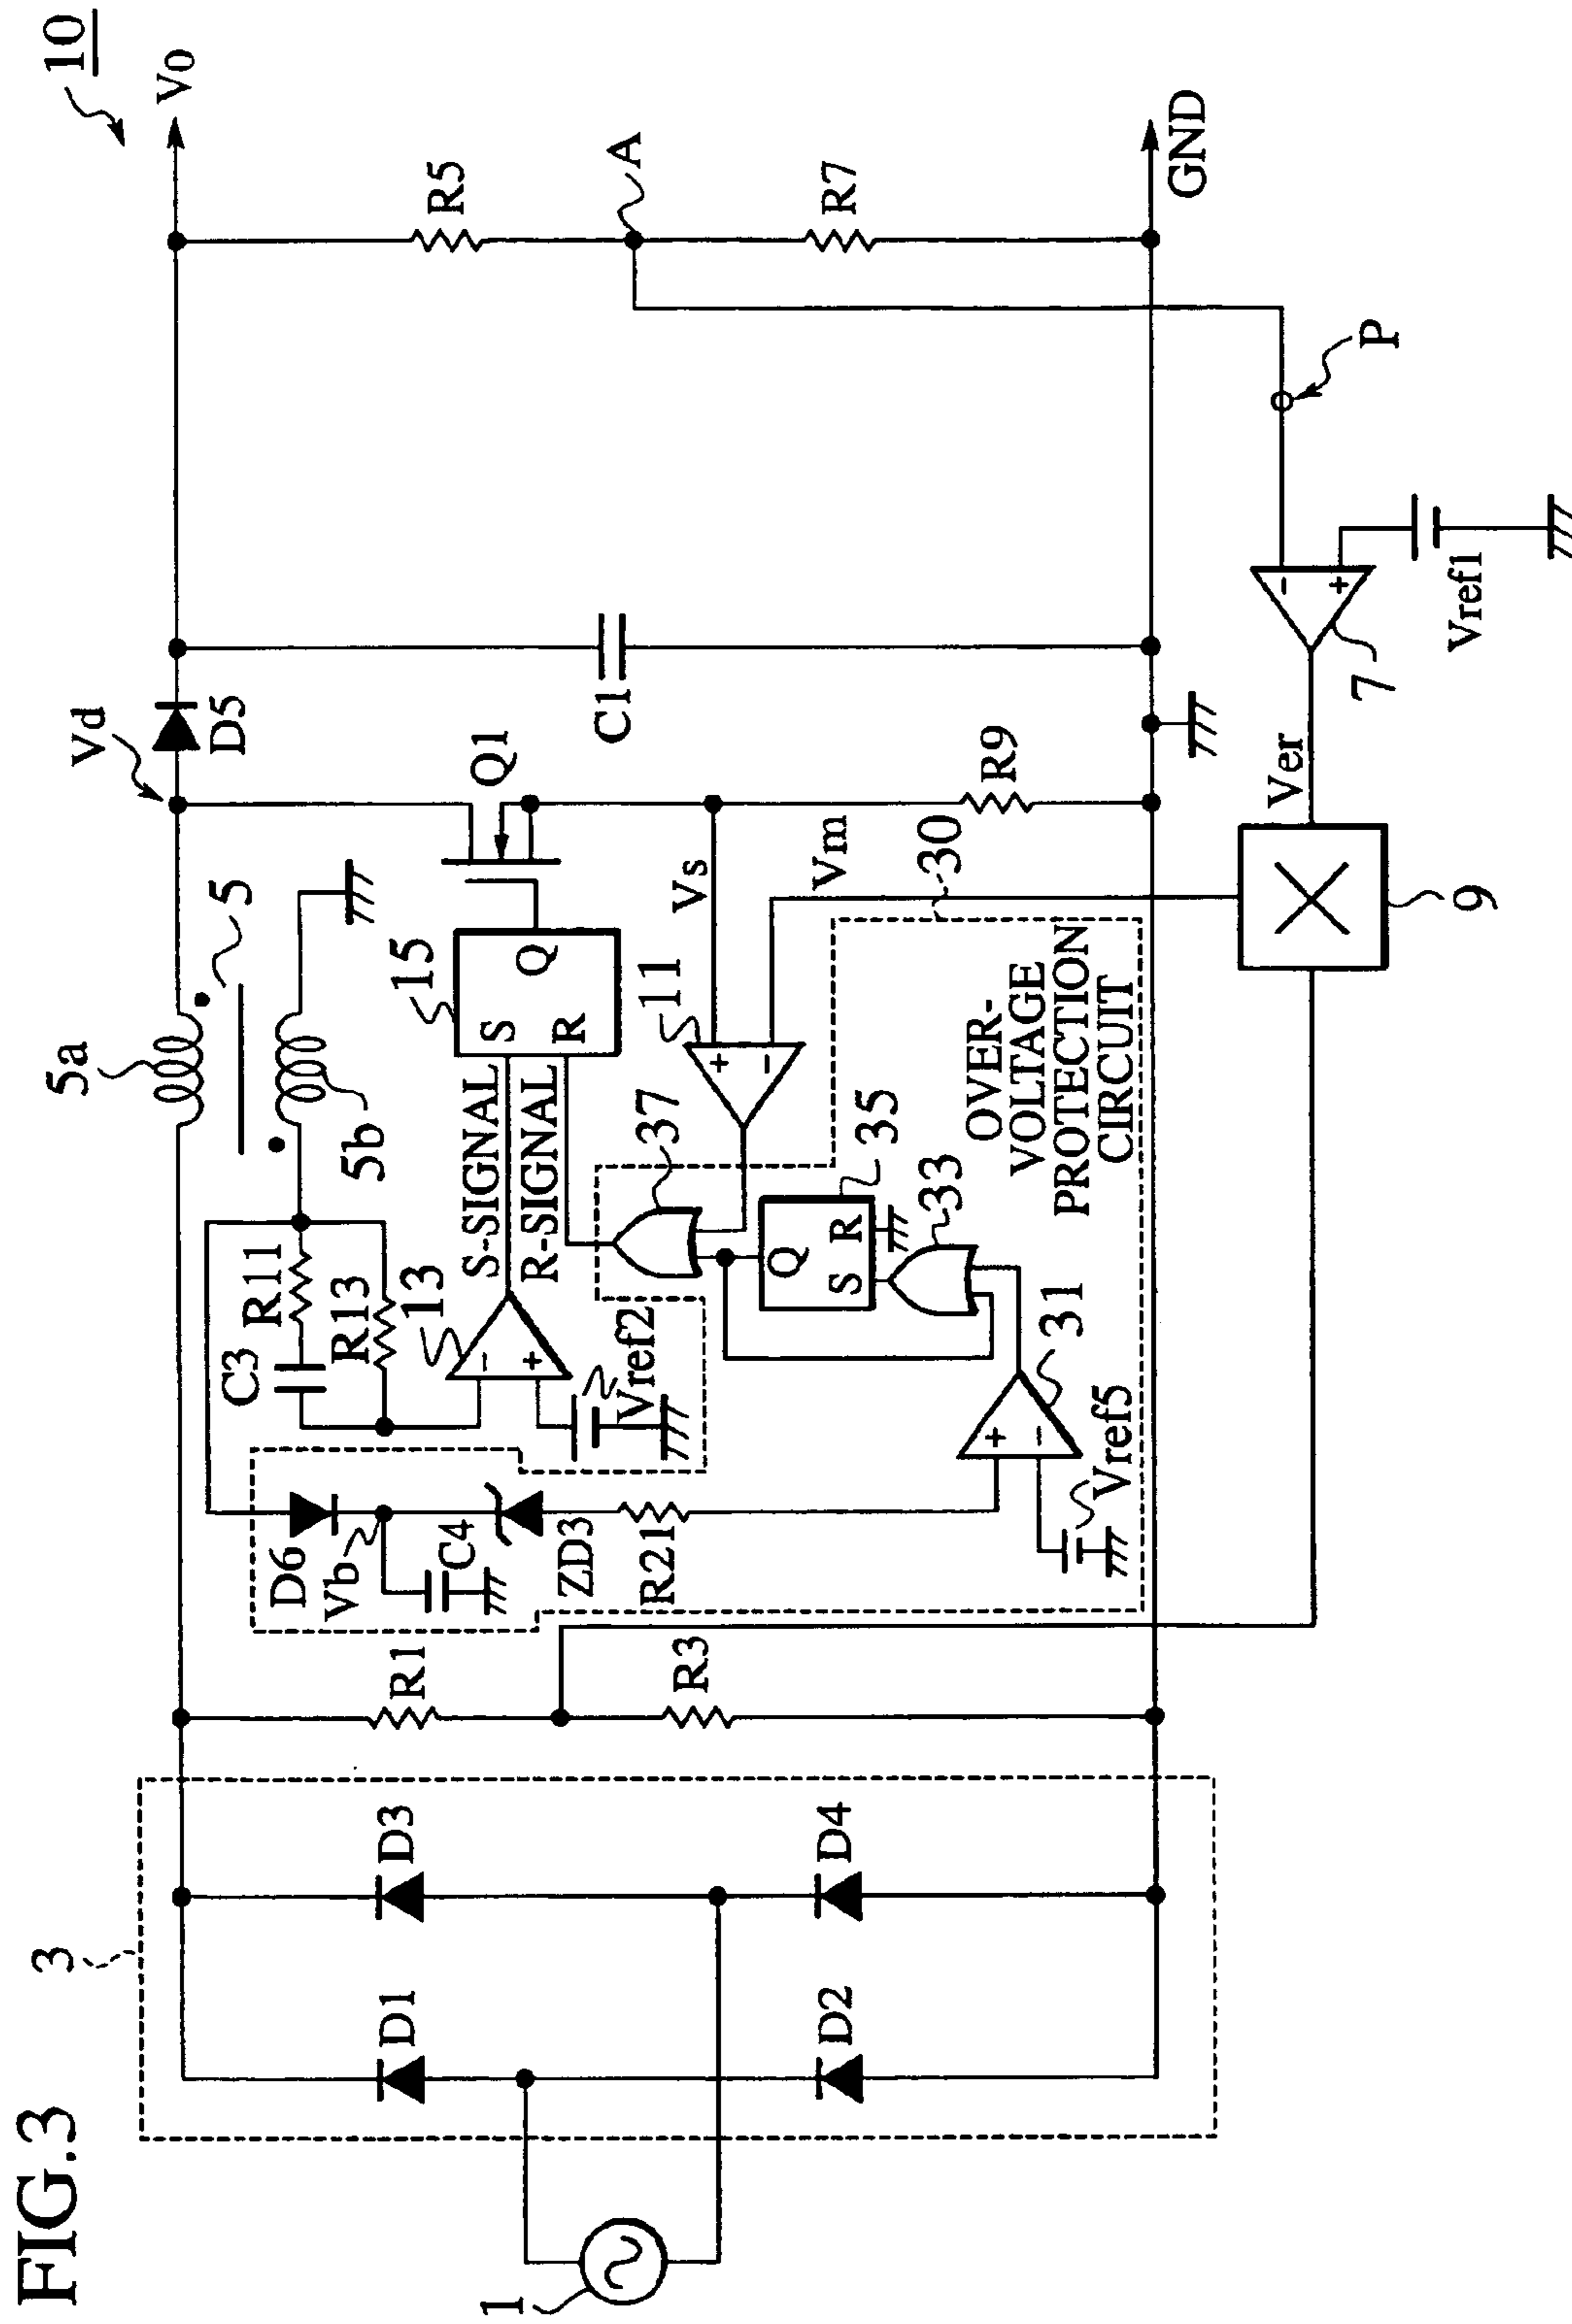 FIG.3
10
3
1
D1
D2
D3
D4
R1
R3
D6
Vb
C4
ZD3
R21
Vref5
31
33
35
37
S
R
Q
C3
R11
R13
13
-
+
Vref2
S-SIGNAL
R-SIGNAL
5a
5
5b
15
S
R
Q
Q1
11
+
-
Vs
Vm
30
OVER-
VOLTAGE
PROTECTION
CIRCUIT
+
-
Vd
D5
C1
R9
9
Ver
7
-
+
Vref1
P
R5
A
R7
Vo
GND